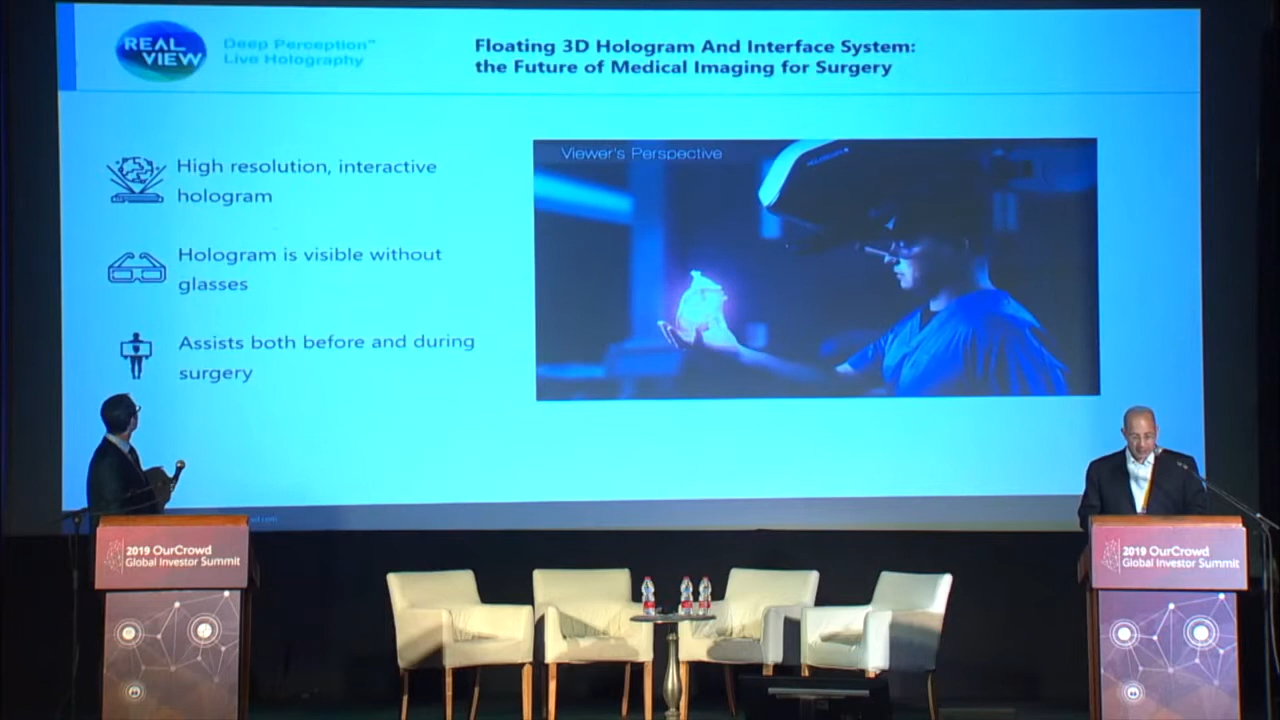 REAL
VIEW
Deep Perception™
Live Holography
Floating 3D Hologram And Interface System:
the Future of Medical Imaging for Surgery
High resolution, interactive
hologram
Hologram is visible without
glasses
Assists both before and during
surgery
Viewer's Perspective
2019 OurCrowd
Global Investor Summit
2019 OurCrowd
Global Investor Summit